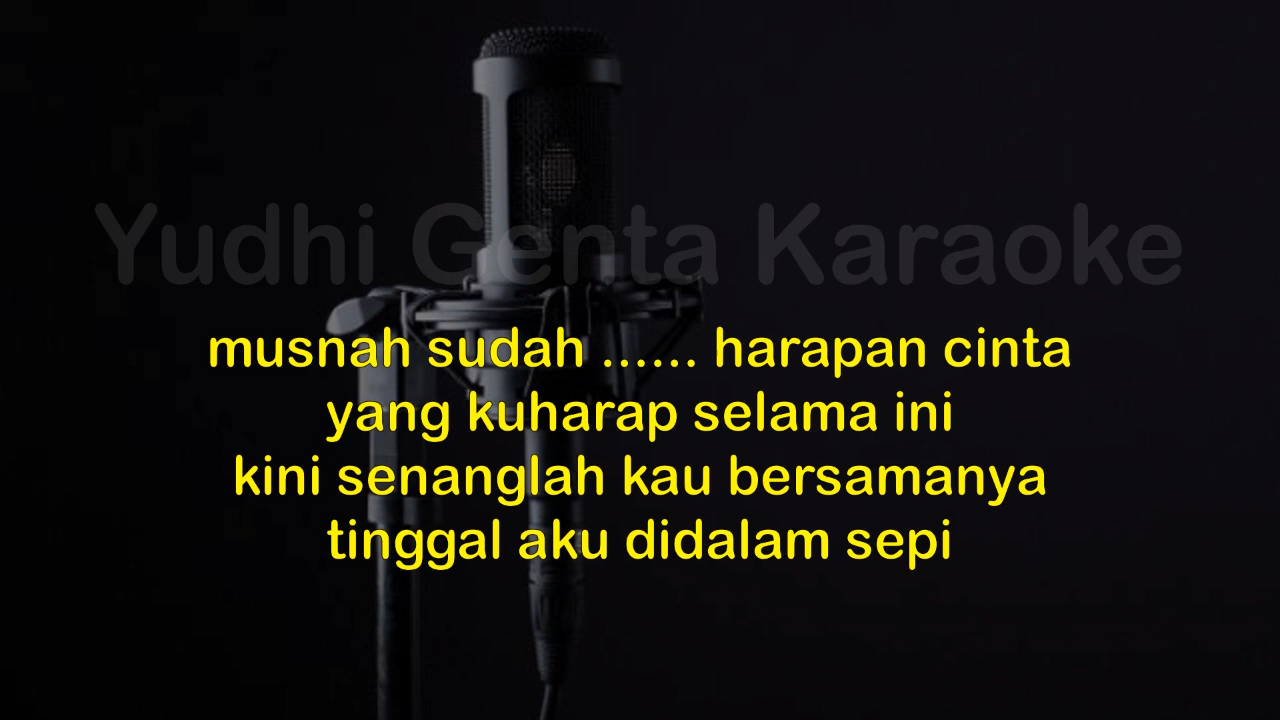 Yudhi Genta Karaoke
musnah sudah ...... harapan cinta
yang kuharap selama ini
kini senanglah kau bersamanya
tinggal aku didalam sepi